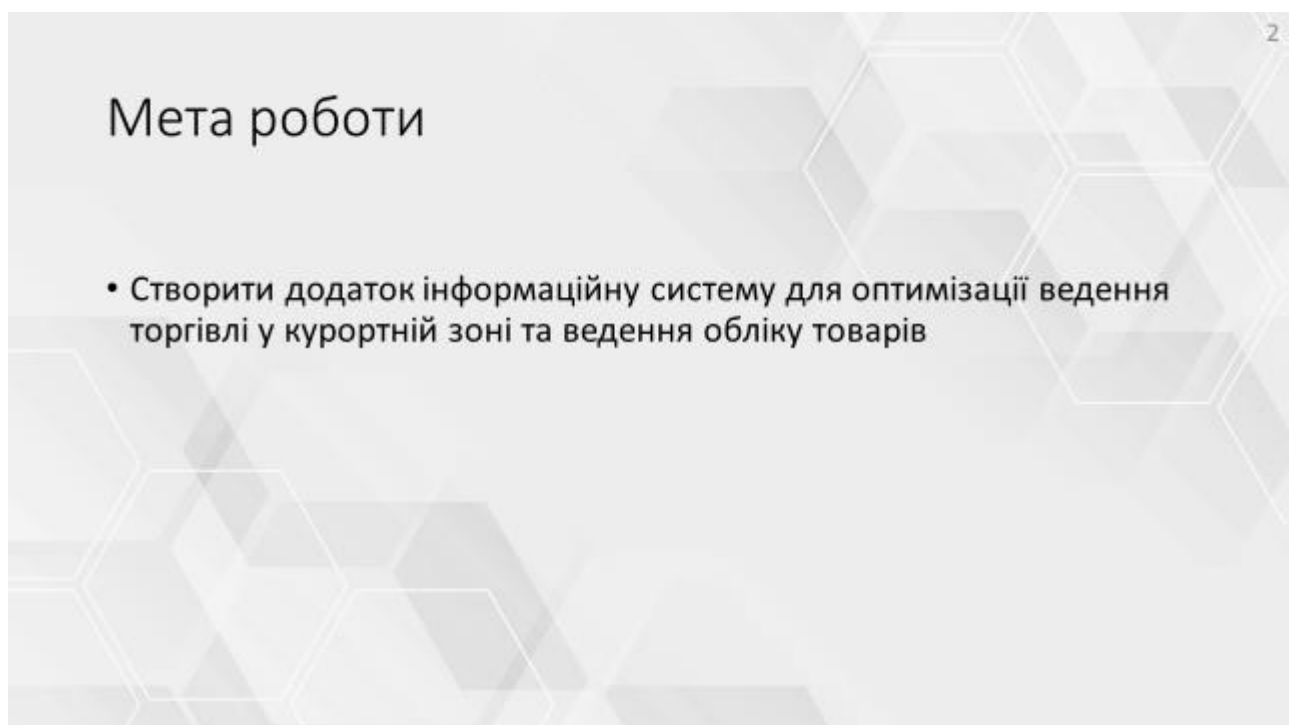 2
Мета роботи
• Створити додаток інформаційну систему для оптимізації ведення
торгівлі у курортній зоні та ведення обліку товарів